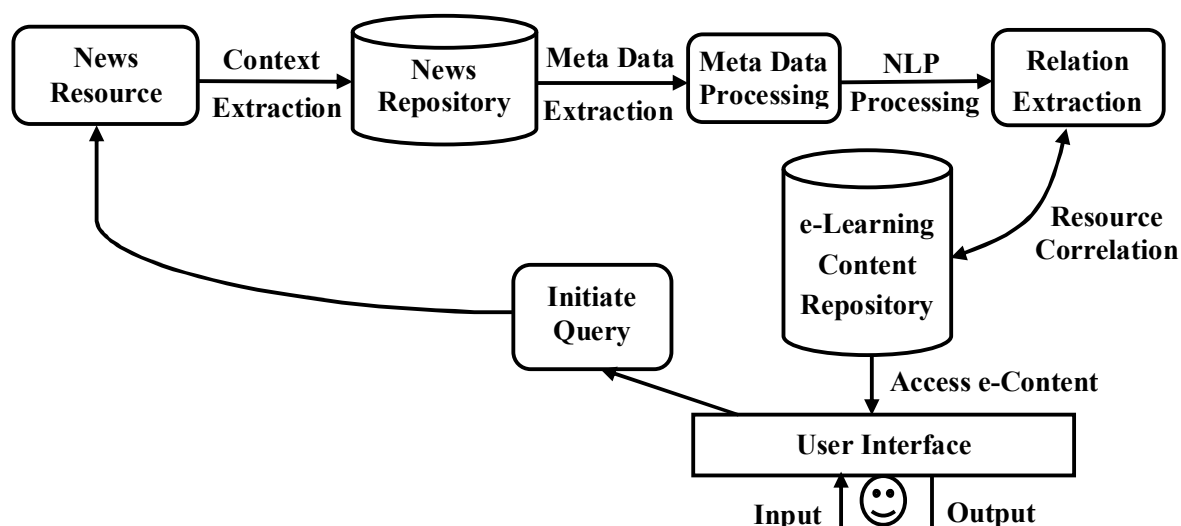 News
Resource
Context
Extraction
News
Repository
Meta Data
Extraction
Meta Data
Processing
NLP
Processing
Relation
Extraction
Resource
Correlation
e-Learning
Content
Repository
Initiate
Query
Access e-Content
User Interface
Input
Output